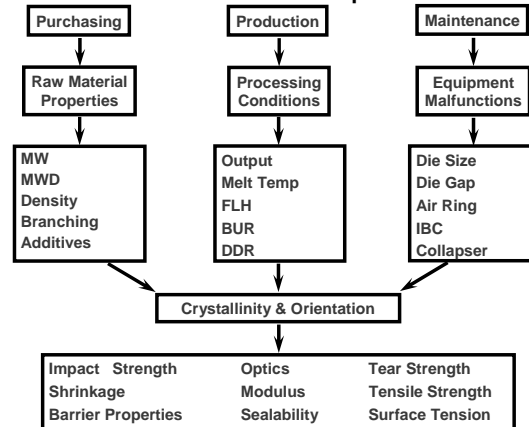 Purchasing
Production
Maintenance
Raw Material
Properties
Processing
Conditions
Equipment
Malfunctions
MW
MWD
Density
Branching
Additives
Output
Melt Temp
FLH
BUR
DDR
Die Size
Die Gap
Air Ring
IBC
Collapser
Crystallinity & Orientation
Impact Strength Optics Tear Strength
Shrinkage Modulus Tensile Strength
Barrier Properties Sealability Surface Tension